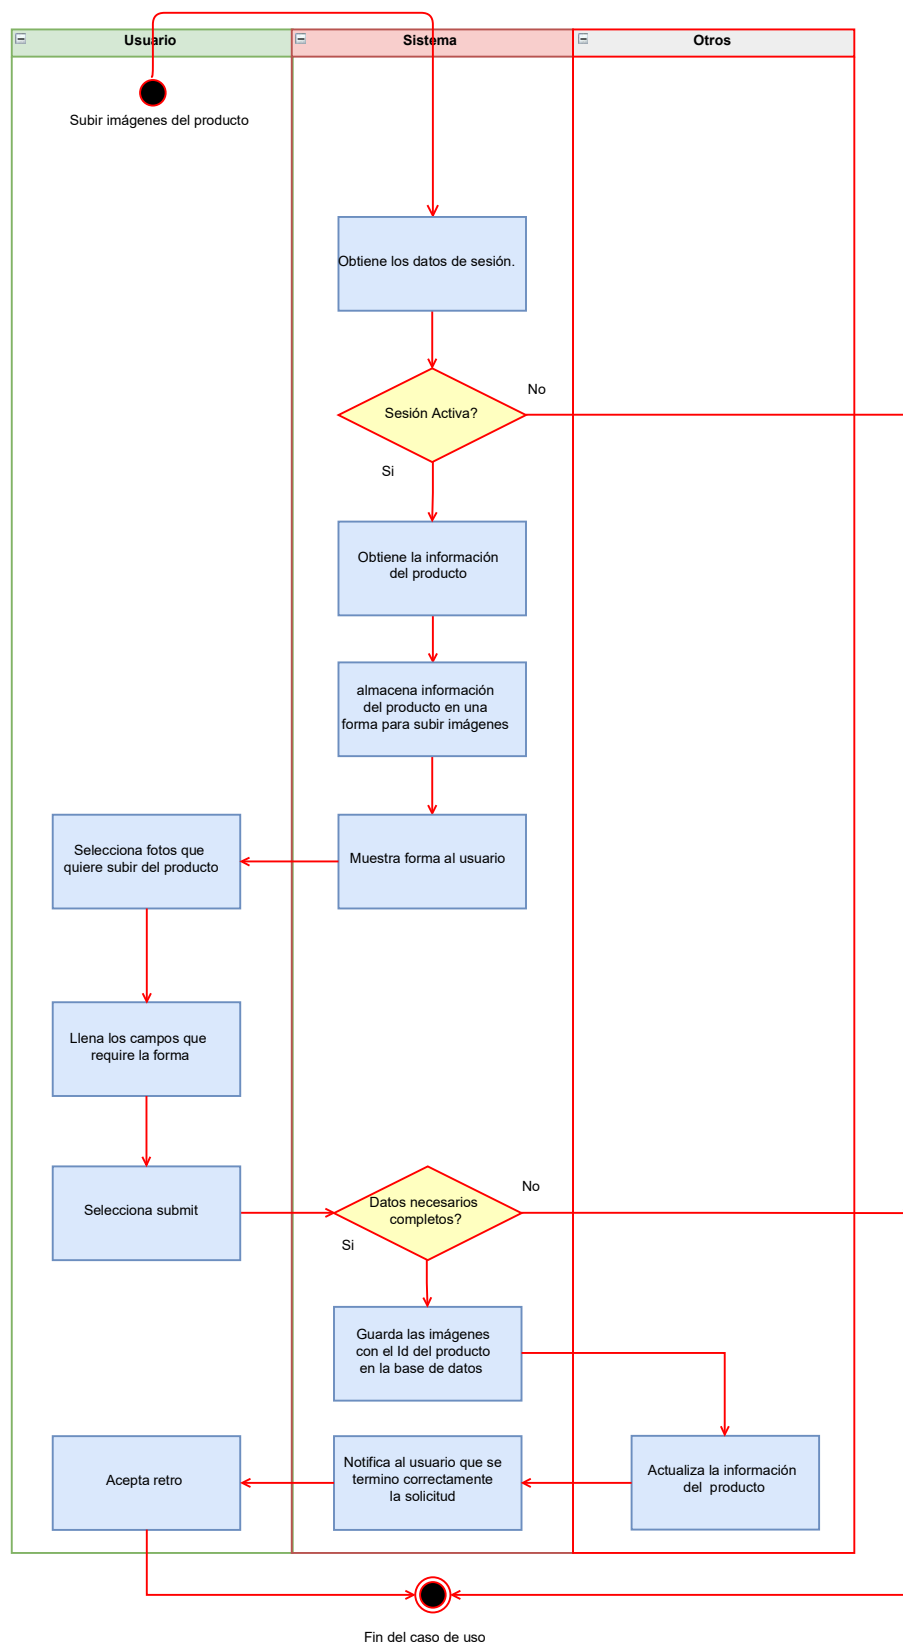 Usuario
Sistema
Otros
Subir imágenes del producto
Obtiene los datos de sesión.
Sesión Activa?
No
Si
Obtiene la información
del producto
almacena información
del producto en una
forma para subir imágenes
Muestra forma al usuario
Selecciona fotos que
quiere subir del producto
Llena los campos que
require la forma
Selecciona submit
Datos necesarios
completos?
No
Si
Guarda las imágenes
con el Id del producto
en la base de datos
Actualiza la información
del producto
Notifica al usuario que se
termino correctamente
la solicitud
Acepta retro
Fin del caso de uso